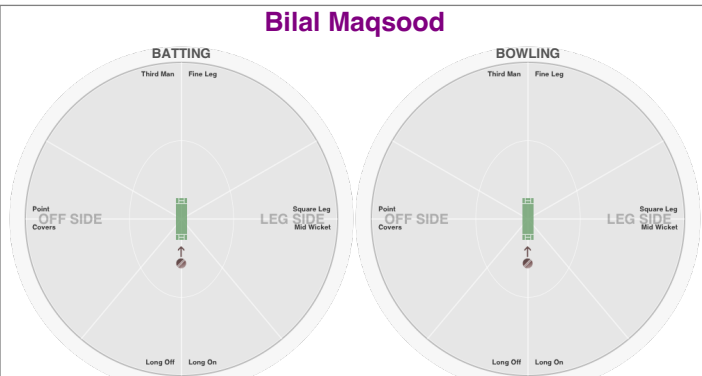 Bilal Maqsood
BATTING
Third Man Fine Leg
Point
OFF SIDE
Covers
Square Leg
LEG SIDE
Mid Wicket
Long Off Long On
BOWLING
Third Man Fine Leg
Point
OFF SIDE
Covers
Square Leg
LEG SIDE
Mid Wicket
Long Off Long On